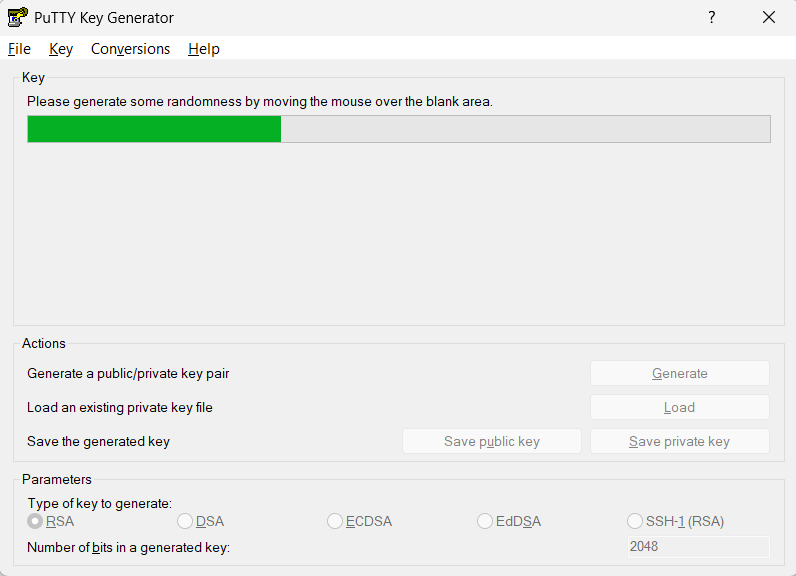 PuTTY Key Generator ?
File Key Conversions Help
Key
Please generate some randomness by moving the mouse over the blank area.
Actions
Generate a public/private key pair Generate
Load an existing private key file Load
Save the generated key Save public key Save private key
Parameters
Type of key to generate:
RSA DSA ECDSA EdDSA SSH-1 (RSA)
Number of bits in a generated key: 2048